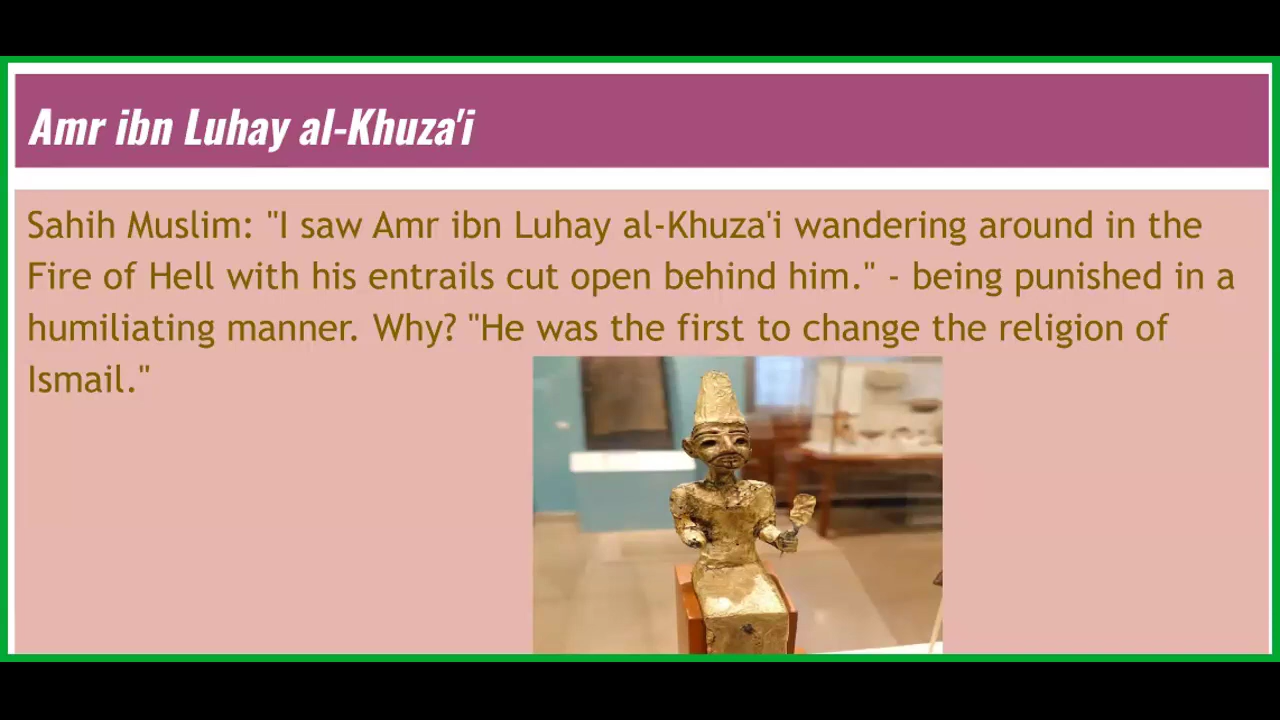 Amr ibn Luhay al-Khuza'i
Sahih Muslim: "I saw Amr ibn Luhay al-Khuza'i wandering around in the
Fire of Hell with his entrails cut open behind him." - being punished in a
humiliating manner. Why? "He was the first to change the religion of
Ismail."